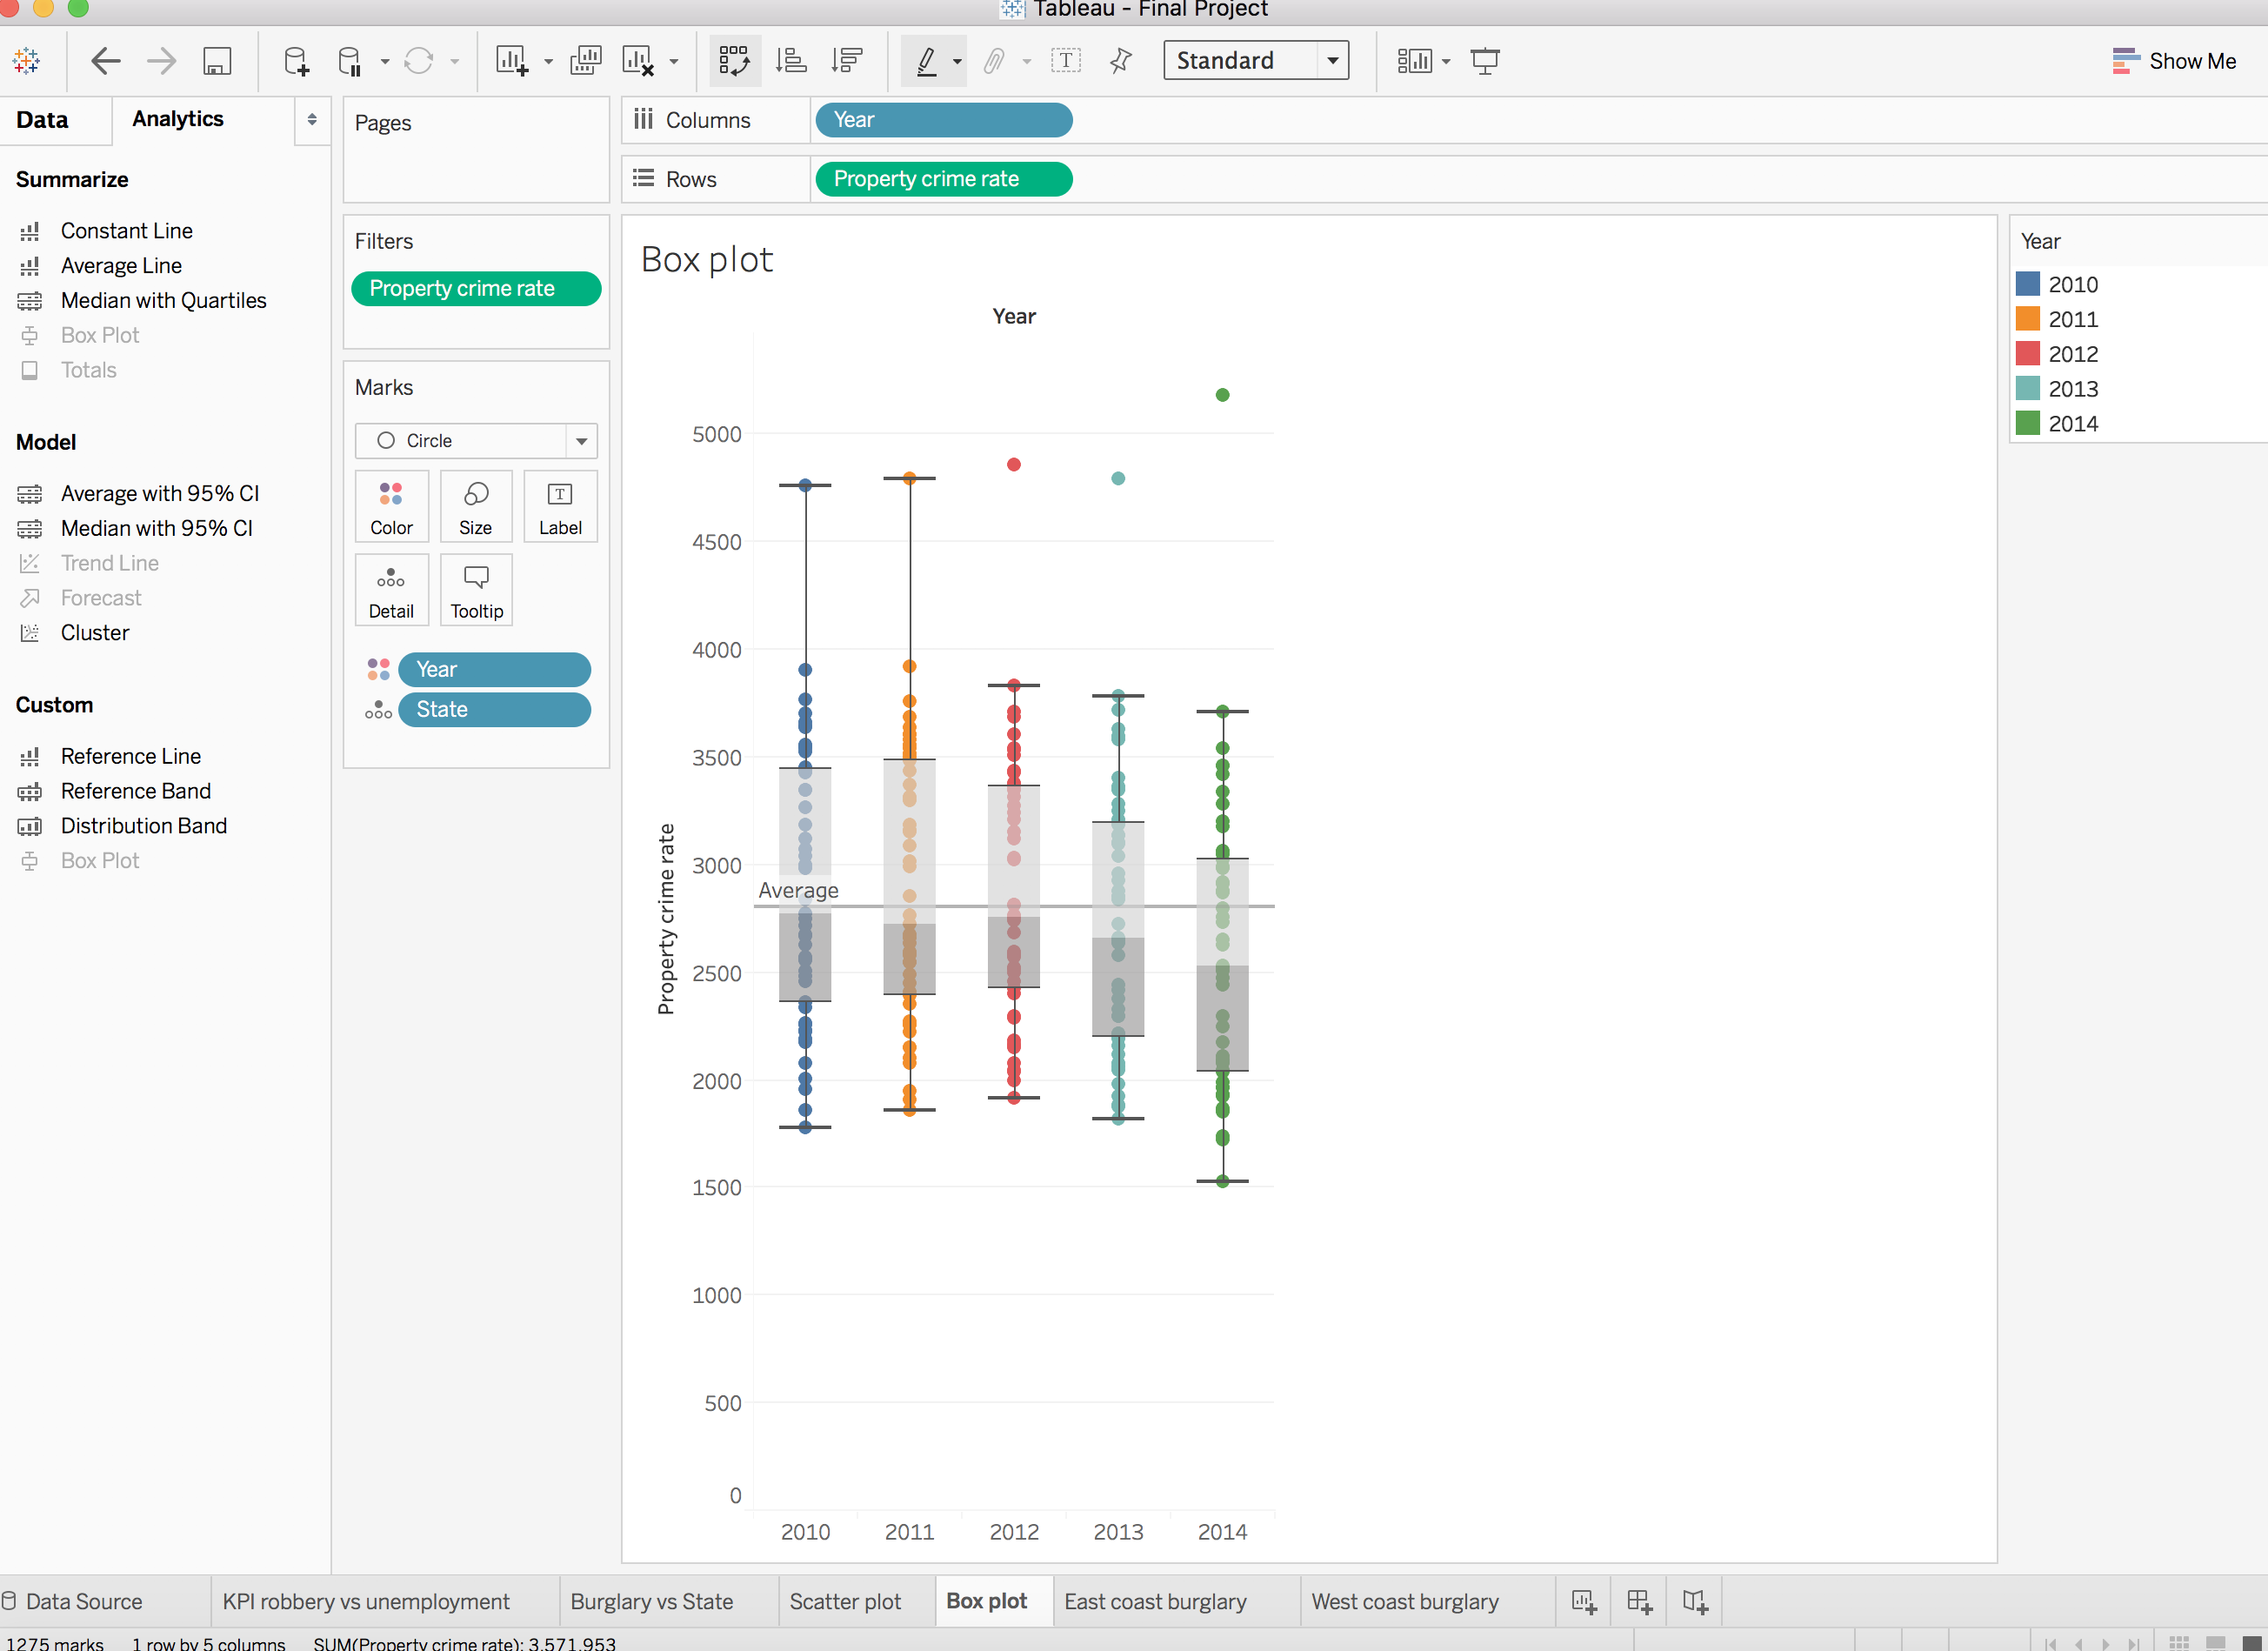 Tableau - Final Project
Standard
Show Me
Data
Analytics
Summarize
Constant Line
Average Line
Median with Quartiles
Box Plot
Totals
Model
Average with 95% CI
Median with 95% CI
Trend Line
Forecast
Cluster
Custom
Reference Line
Reference Band
Distribution Band
Box Plot
Pages
Filters
Property crime rate
Marks
Circle
Color
Size
T
Label
Detail
Tooltip
Year
State
Columns
Year
Rows
Property crime rate
Box plot
Year
5000
4500
4000
3500
3000
2500
2000
1500
1000
500
0
Property crime rate
Average
2010 2011 2012 2013 2014
Year
2010
2011
2012
2013
2014
Data Source
KPI robbery vs unemployment
Burglary vs State
Scatter plot
Box plot
East coast burglary
West coast burglary
1275 marks 1 row by 5 columns SUM(Property crime rate): 3,571,953